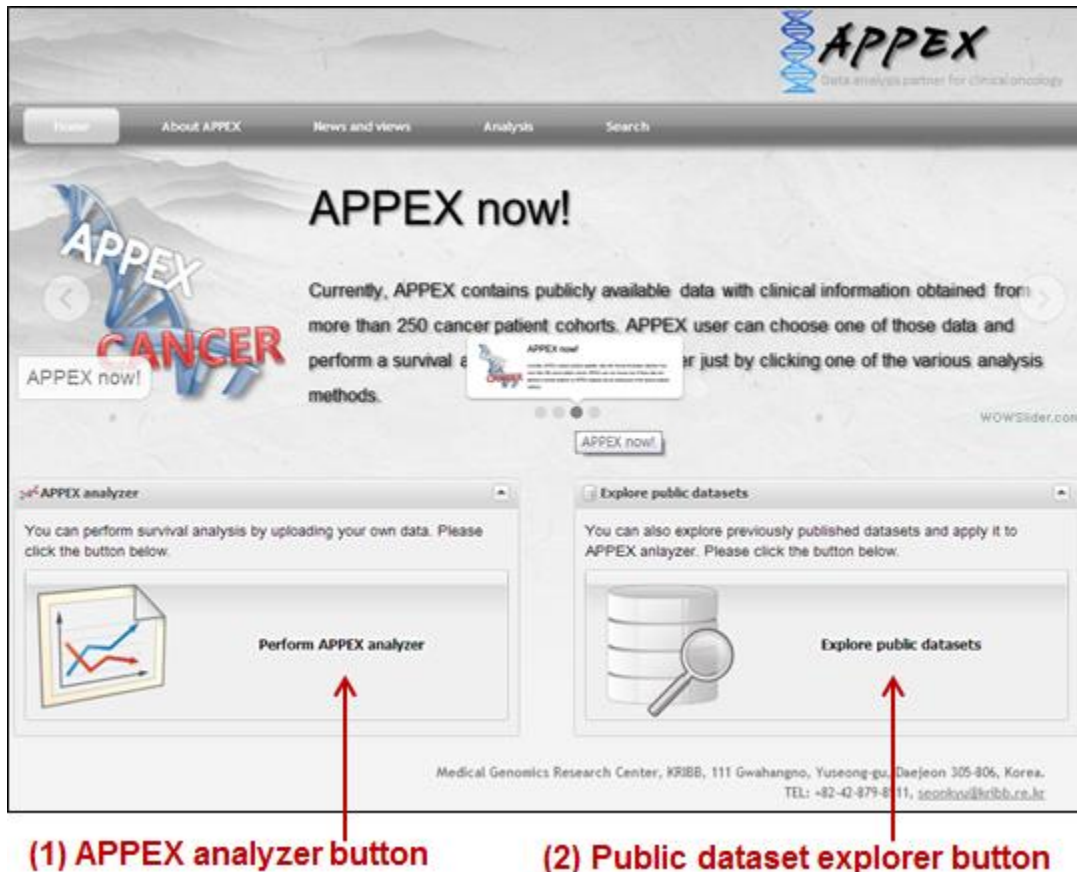 APPEX
Data analysis partner for clinical oncology
Home About APPEX News and views Analysis Search
APPEX
CANCER
APPEX now!
APPEX now!
Currently, APPEX contains publicly available data with clinical information obtained from
more than 250 cancer patient cohorts. APPEX user can choose one of those data and
perform a survival a er just by clicking one of the various analysis
methods.
APPEX now!
APPEX now!
WOWSlider.com
APPEX analyzer
You can perform survival analysis by uploading your own data. Please
click the button below.
Perform APPEX analyzer
Explore public datasets
You can also explore previously published datasets and apply it to
APPEX anlayzer. Please click the button below.
Explore public datasets
Medical Genomics Research Center, KRIBB, 111 Gwahangno, Yuseong-gu, Daejeon 305-806, Korea.
TEL: +82-42-879-8 11, seonkyu@kribb.re.kr
(1) APPEX analyzer button
(2) Public dataset explorer button